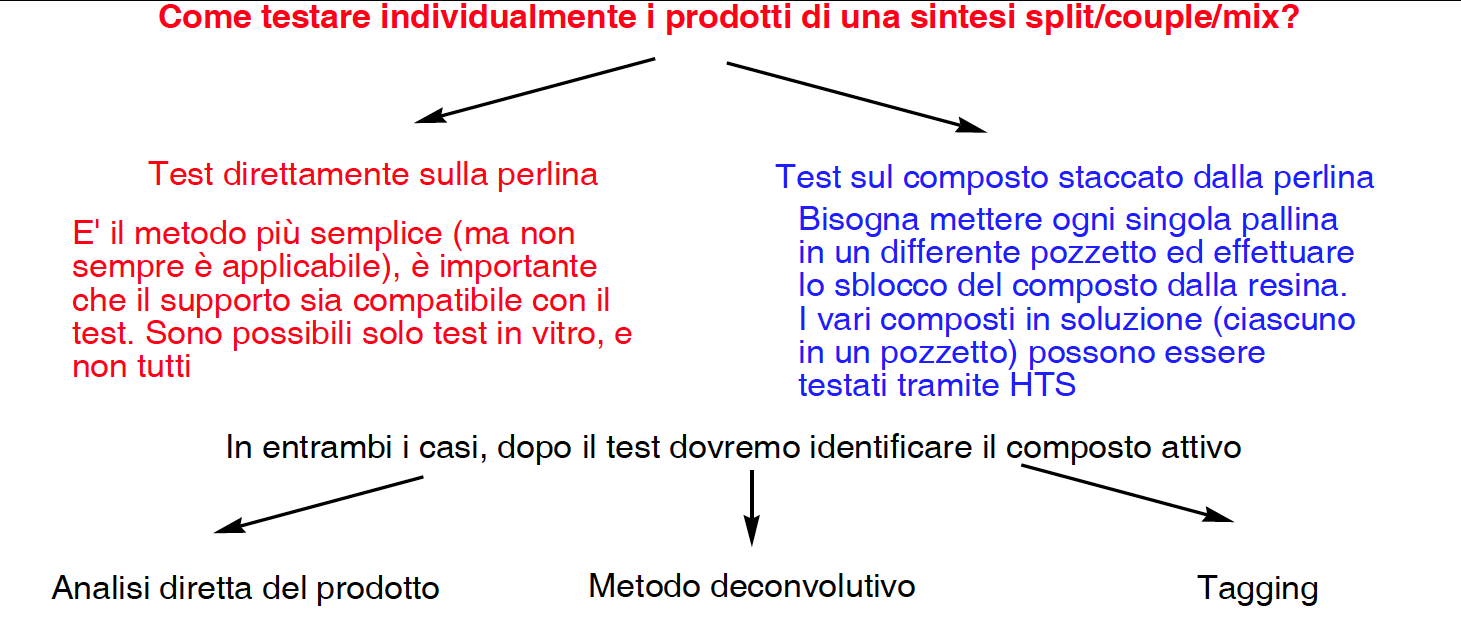 Come testare individualmente i prodotti di una sintesi split/couple/mix?
Test direttamente sulla perlina
E' il metodo più semplice (ma non
sempre è applicabile), è importante
che il supporto sia compatibile con il
test. Sono possibili solo test in vitro, e
non tutti
Test sul composto staccato dalla perlina
Bisogna mettere ogni singola pallina
in un differente pozzetto ed effettuare
lo sblocco del composto dalla resina.
I vari composti in soluzione (ciascuno
in un pozzetto) possono essere
testati tramite HTS
In entrambi i casi, dopo il test dovremo identificare il composto attivo
Analisi diretta del prodotto
Metodo deconvolutivo
Tagging